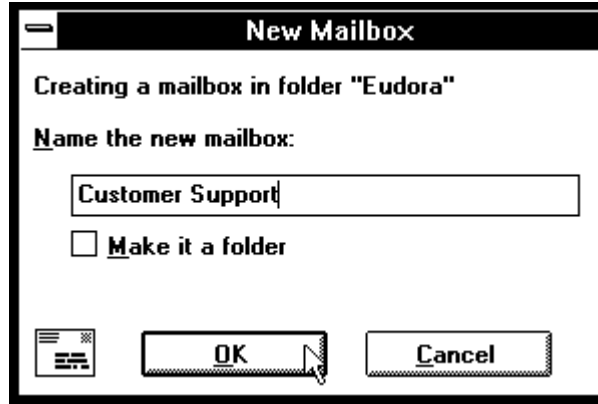 New Mailbox
Creating a mailbox in folder "Eudora"
Name the new mailbox:
Customer Support
Make it a folder
OK
Cancel